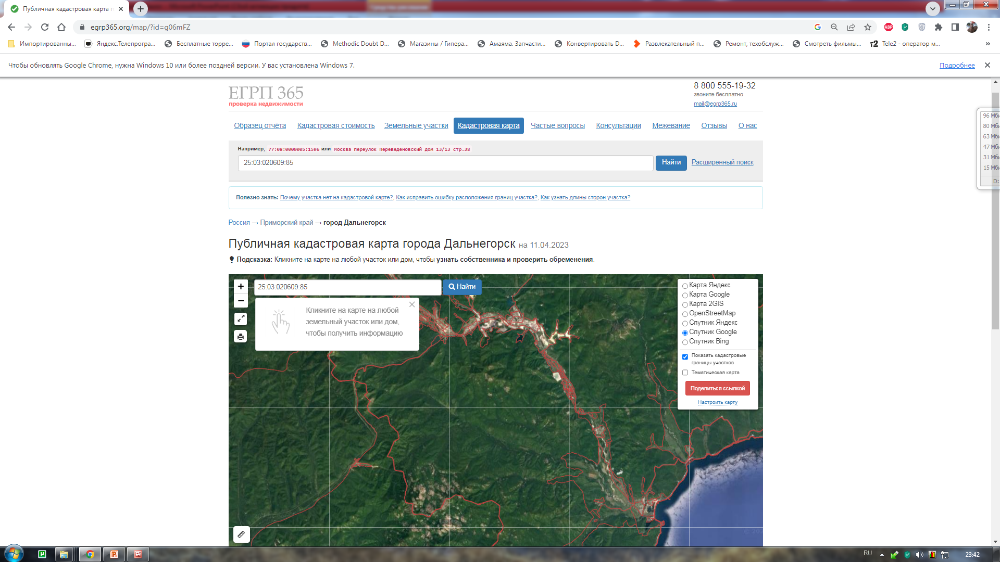 Публичная кадастровая карта г
egrp365.org/map/?id=g06mFZ
ABP
Импортированны...
Яндекс.Телепрогра...
Бесплатные торре...
Портал государств...
Methodic Doubt D...
Магазины / Гипера...
Амаяма. Запчасти...
Конвертировать D...
Развлекательный п...
Ремонт, техобслуж...
Смотреть фильмы...
Tele2 - оператор м...
Чтобы обновлять Google Chrome, нужна Windows 10 или более поздней версии. У вас установлена Windows 7.
Подробнее
ЕГРП 365
проверка недвижимости
8 800 555-19-32
звоните бесплатно
mail@egrp365.ru
Образец отчёта
Кадастровая стоимость
Земельные участки
Кадастровая карта
Частые вопросы
Консультации
Межевание
Отзывы
О нас
96 Мби
80 Мби
63 Мби
47 Мби
31 Мби
15 Мби
D:
Например, 77:08:0009005:1596 или Москва переулок Переведеновский дом 13/13 стр.38
25:03:020609:85
Найти
Расширенный поиск
Полезно знать: Почему участка нет на кадастровой карте?, Как исправить ошибку расположения границ участка?, Как узнать длины сторон участка?
Россия → Приморский край → город Дальнегорск
Публичная кадастровая карта города Дальнегорск на 11.04.2023
Подсказка: Кликните на карте на любой участок или дом, чтобы узнать собственника и проверить обременения.
25:03:020609:85
Найти
Кликните на карте на любой
земельный участок или дом,
чтобы получить информацию
Карта Яндекс
Карта Google
Карта 2GIS
OpenStreetMap
Спутник Яндекс
Спутник Google
Спутник Bing
Показать кадастровые
границы участков
Тематическая карта
Поделиться ссылкой
Настроить карту
RU
23:42